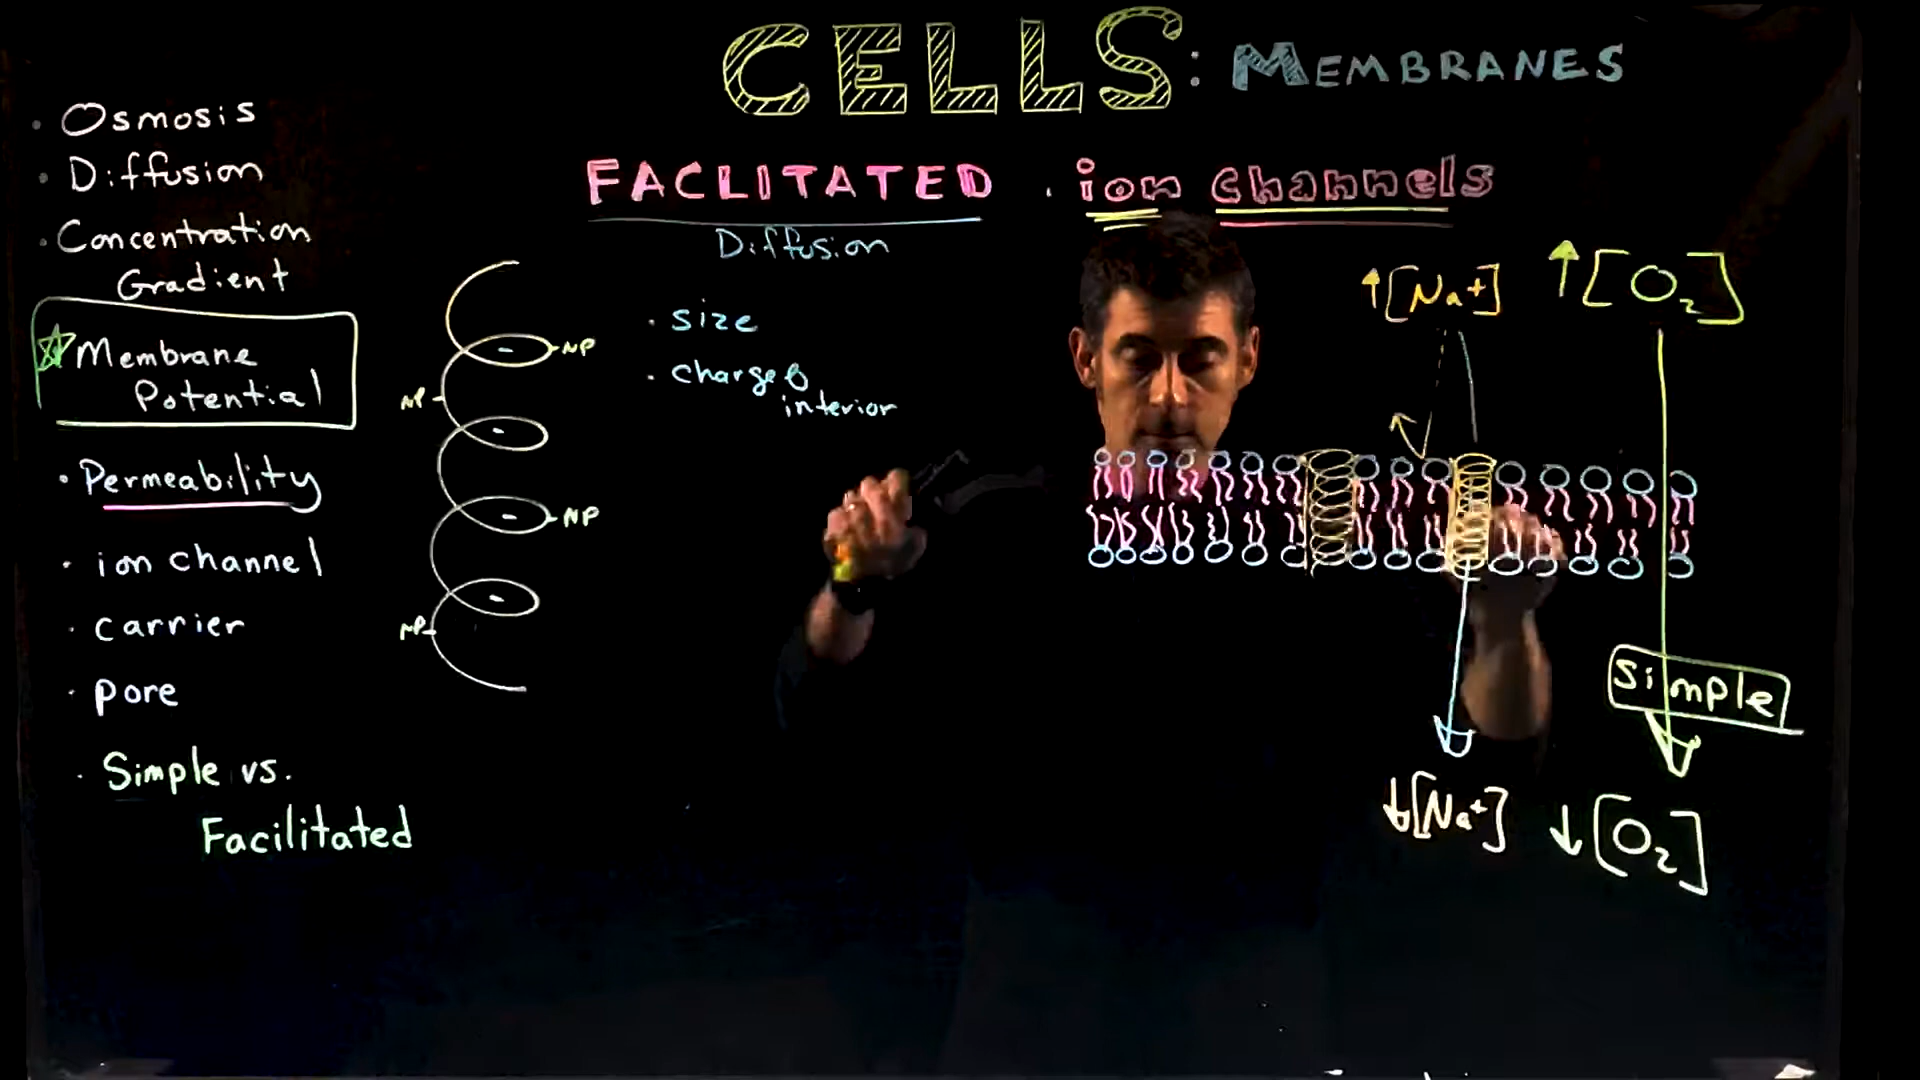 CELLS: MEMBRANES
• Osmosis
• Diffusion
• Concentration
Gradient
☆ Membrane
Potential
• Permeability
• ion channel
• carrier
• pore
• Simple vs.
Facilitated
FACLITATED • ion channels
Diffusion
• size
• charge &
interior
NP
NP
NP
NP
↑[Na+]
↑[O2]
simple
↓[Na+]
↓[O2]